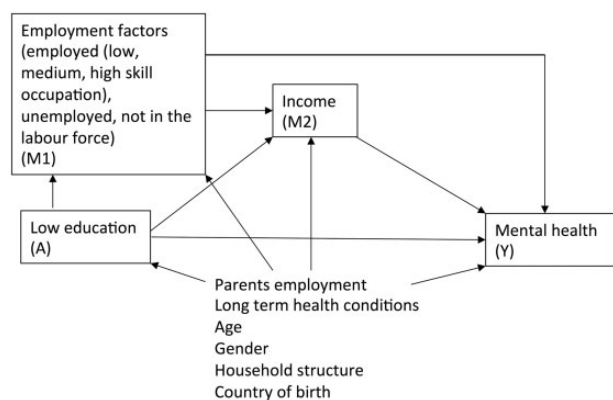 Employment factors
(employed (low,
medium, high skill
occupation),
unemployed, not in the
labour force)
(M1)
Income
(M2)
Low education
(A)
Mental health
(Y)
Parents employment
Long term health conditions
Age
Gender
Household structure
Country of birth